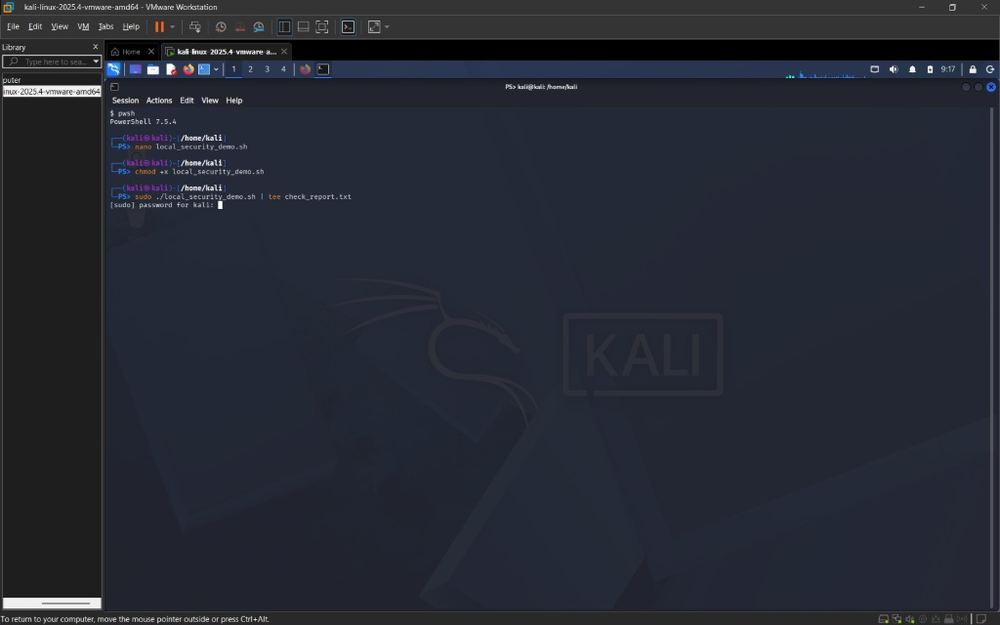 kali-linux-2025.4-vmware-amd64 - VMware Workstation
File Edit View VM Tabs Help
Library
Type here to sea...
Home
kali-linux-2025.4-vmware-a...
puter
inux-2025.4-vmware-amd64
1 2 3 4
9:17
PS> kali@kali: /home/kali
Session Actions Edit View Help
$ pwsh
PowerShell 7.5.4
┌──(kali㉿kali)-[/home/kali]
└─PS> nano local_security_demo.sh
┌──(kali㉿kali)-[/home/kali]
└─PS> chmod +x local_security_demo.sh
┌──(kali㉿kali)-[/home/kali]
└─PS> sudo ./local_security_demo.sh | tee check_report.txt
[sudo] password for kali:
KALI
To return to your computer, move the mouse pointer outside or press Ctrl+Alt.